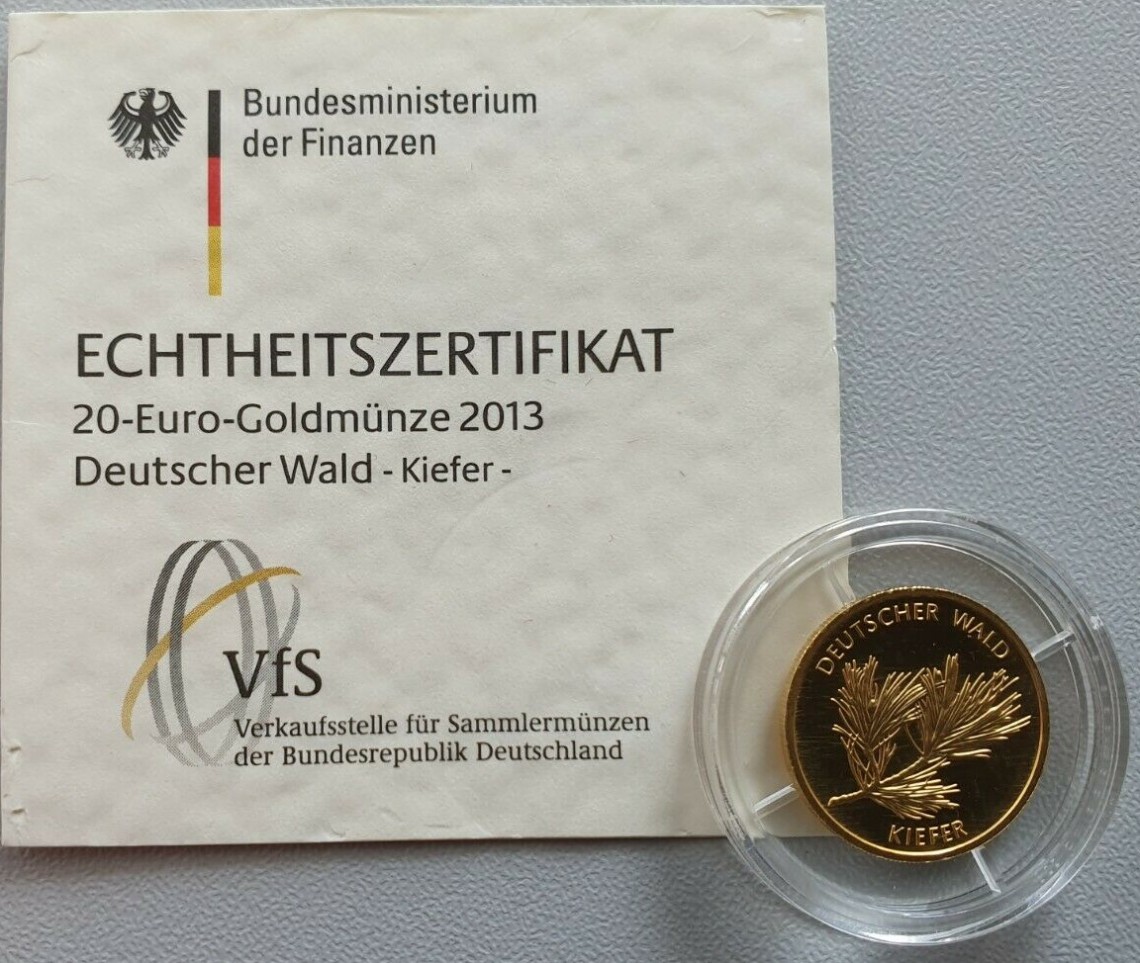 Bundesministerium
der Finanzen
ECHTHEITSZERTIFIKAT
20-Euro-Goldmünze 2013
Deutscher Wald - Kiefer -
VfS
Verkaufsstelle für Sammlermünzen
der Bundesrepublik Deutschland
DEUTSCHER WALD
KIEFER